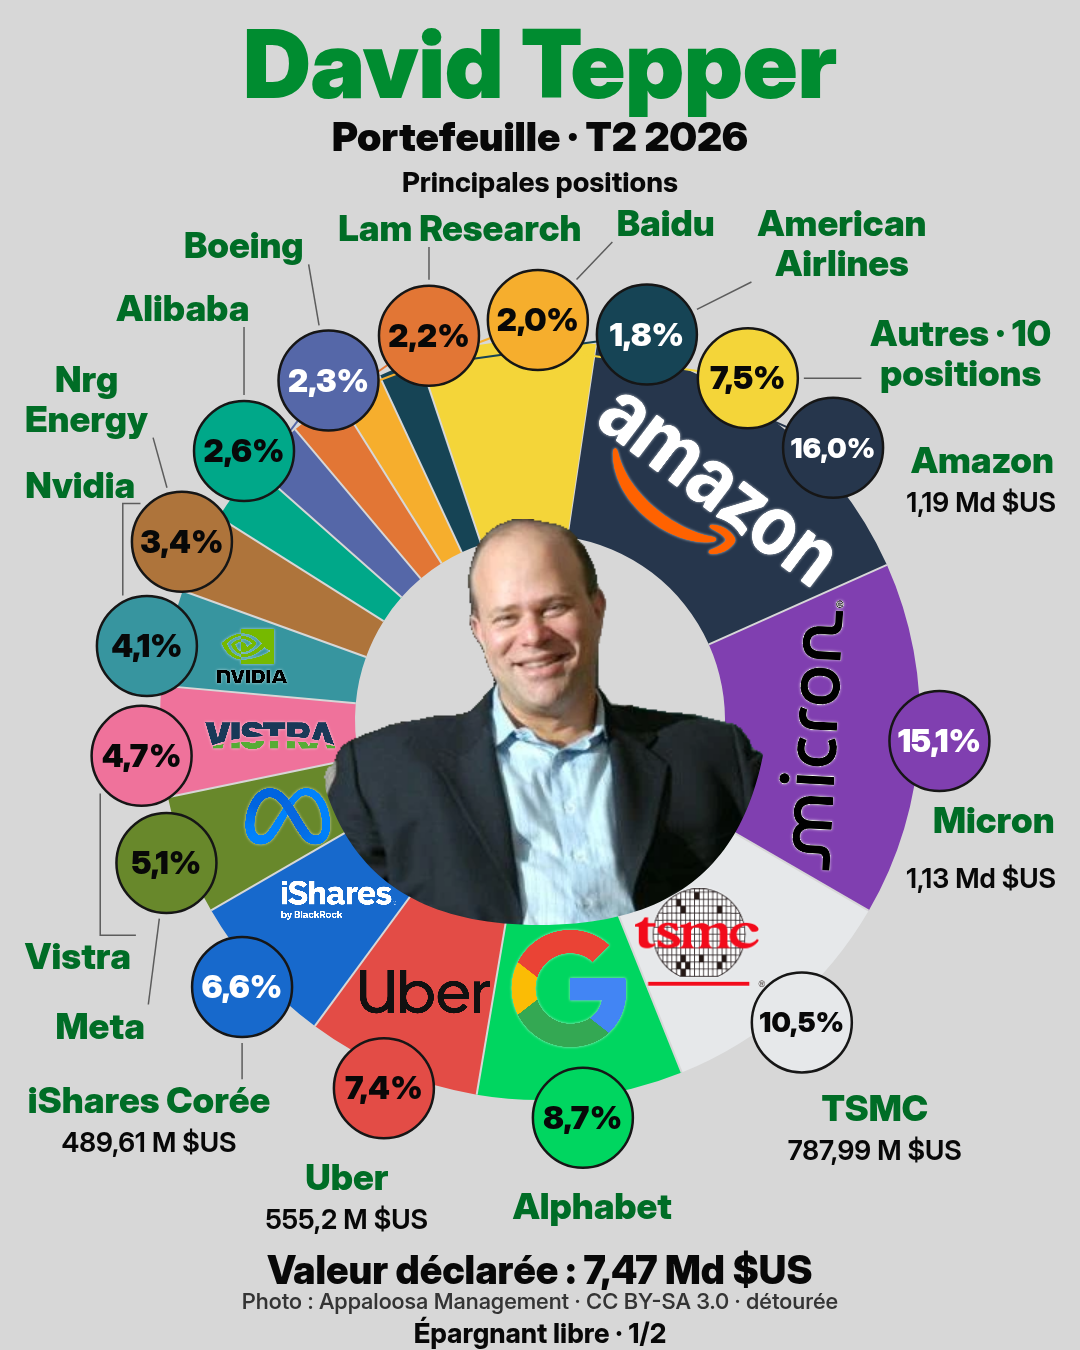 David Tepper
Portefeuille · T2 2026
Principales positions
Lam Research
Baidu
American
Airlines
Boeing
Alibaba
Autres · 10
positions
Nrg
Energy
Nvidia
2,0%
2,2%
1,8%
2,3%
7,5%
2,6%
16,0%
Amazon
1,19 Md $US
amazon
3,4%
4,1%
NVIDIA
micron®
4,7%
VISTRA
15,1%
Micron
1,13 Md $US
5,1%
iShares.
by BlackRock
tsmc
®
Vistra
6,6%
Uber
G
10,5%
Meta
7,4%
8,7%
iShares Corée
489,61 M $US
TSMC
787,99 M $US
Uber
555,2 M $US
Alphabet
Valeur déclarée : 7,47 Md $US
Photo : Appaloosa Management · CC BY-SA 3.0 · détourée
Épargnant libre · 1/2